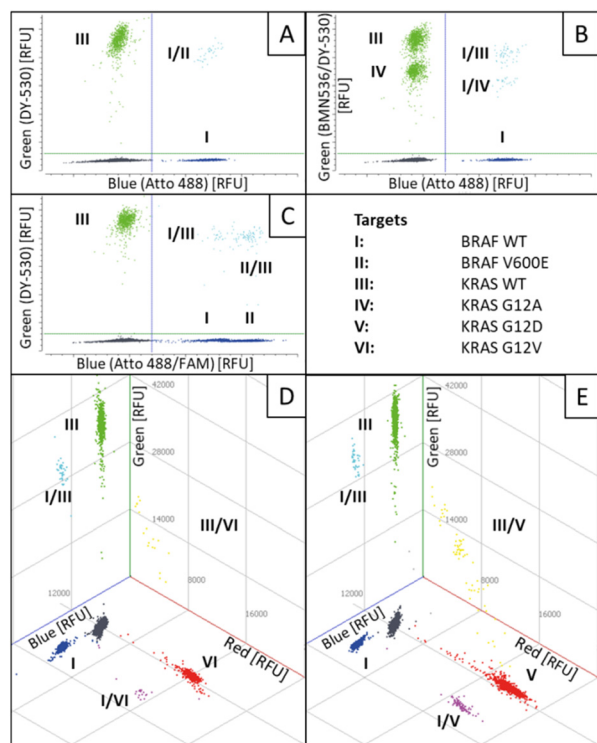 A
III
I/II
I
Green (DY-530) [RFU]
Blue (Atto 488) [RFU]
B
III
IV
I/III
I/IV
I
Green (BMN536/DY-530)
[RFU]
Blue (Atto 488) [RFU]
C
III
I/III
II/III
I
II
Green (DY-530) [RFU]
Blue (Atto 488/FAM) [RFU]
Targets
I: BRAF WT
II: BRAF V600E
III: KRAS WT
IV: KRAS G12A
V: KRAS G12D
VI: KRAS G12V
D
42000
III
Green [RFU]
28000
I/III
14000
III/VI
12000
8000
16000
Blue [RFU]
Red [RFU]
I
VI
I/VI
E
42000
III
Green [RFU]
28000
I/III
14000
III/V
12000
8000
16000
Blue [RFU]
Red [RFU]
I
V
I/V